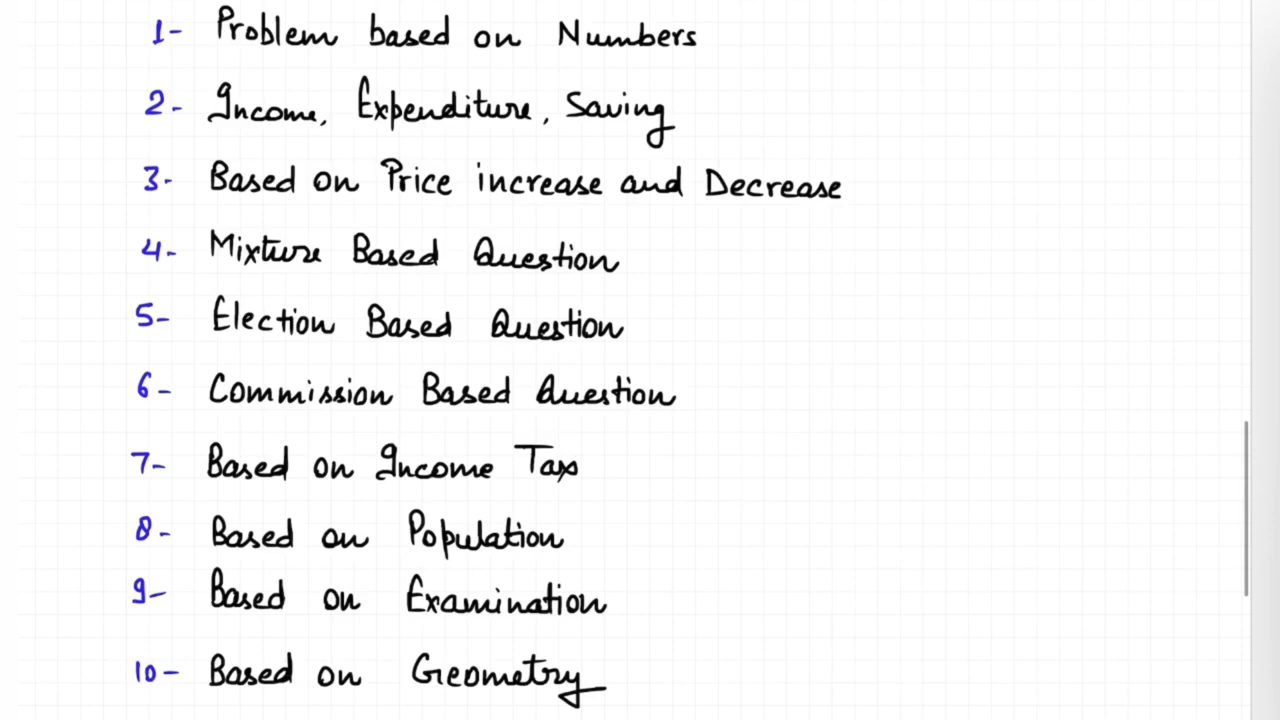 1- Problem based on Numbers
2- Income, Expenditure, Saving
3- Based on Price increase and Decrease
4- Mixture Based Question
5- Election Based Question
6- Commission Based Question
7- Based on Income Tax
8- Based on Population
9- Based on Examination
10- Based on Geometry